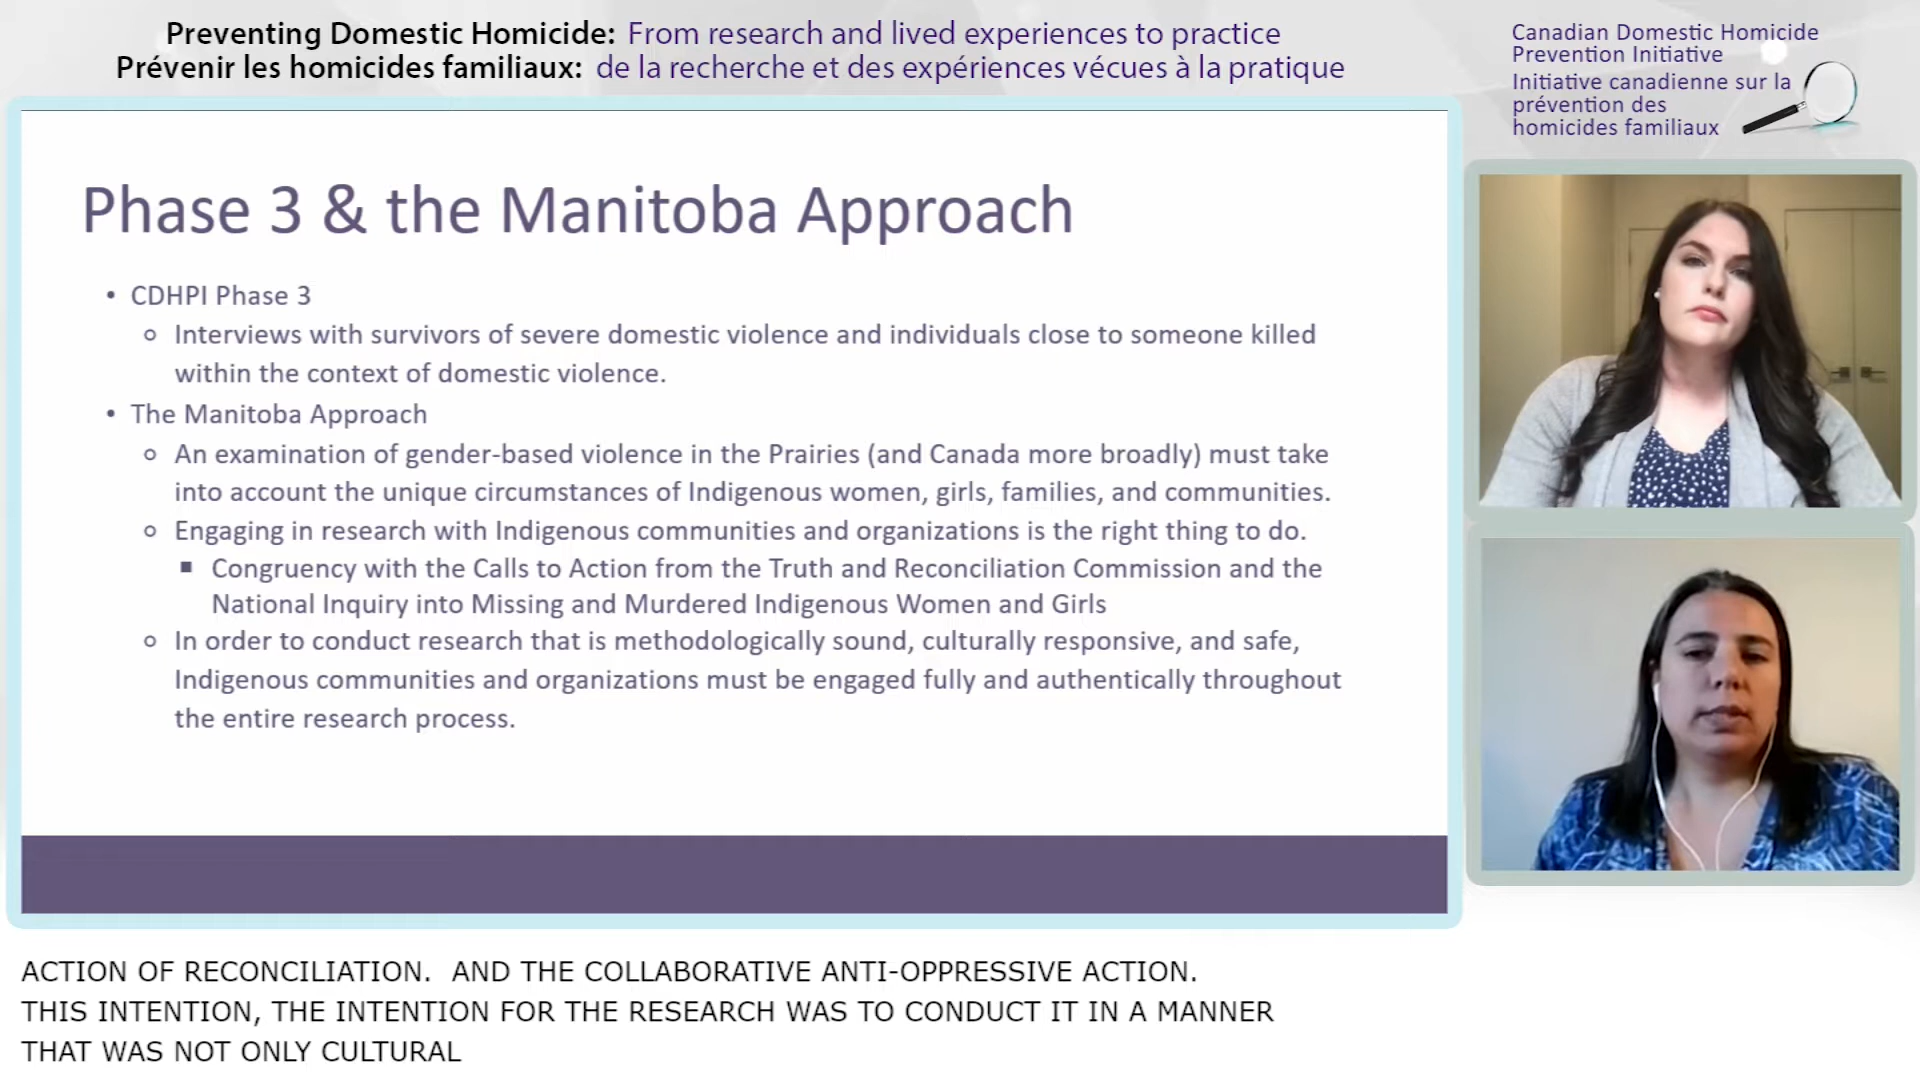 Preventing Domestic Homicide: From research and lived experiences to practice
Prévenir les homicides familiaux: de la recherche et des expériences vécues à la pratique
Canadian Domestic Homicide
Prevention Initiative
Initiative canadienne sur la
prévention des
homicides familiaux
Phase 3 & the Manitoba Approach
• CDHPI Phase 3
o Interviews with survivors of severe domestic violence and individuals close to someone killed
within the context of domestic violence.
• The Manitoba Approach
o An examination of gender-based violence in the Prairies (and Canada more broadly) must take
into account the unique circumstances of Indigenous women, girls, families, and communities.
o Engaging in research with Indigenous communities and organizations is the right thing to do.
▪ Congruency with the Calls to Action from the Truth and Reconciliation Commission and the
National Inquiry into Missing and Murdered Indigenous Women and Girls
o In order to conduct research that is methodologically sound, culturally responsive, and safe,
Indigenous communities and organizations must be engaged fully and authentically throughout
the entire research process.
ACTION OF RECONCILIATION.  AND THE COLLABORATIVE ANTI-OPPRESSIVE ACTION.
THIS INTENTION, THE INTENTION FOR THE RESEARCH WAS TO CONDUCT IT IN A MANNER
THAT WAS NOT ONLY CULTURAL